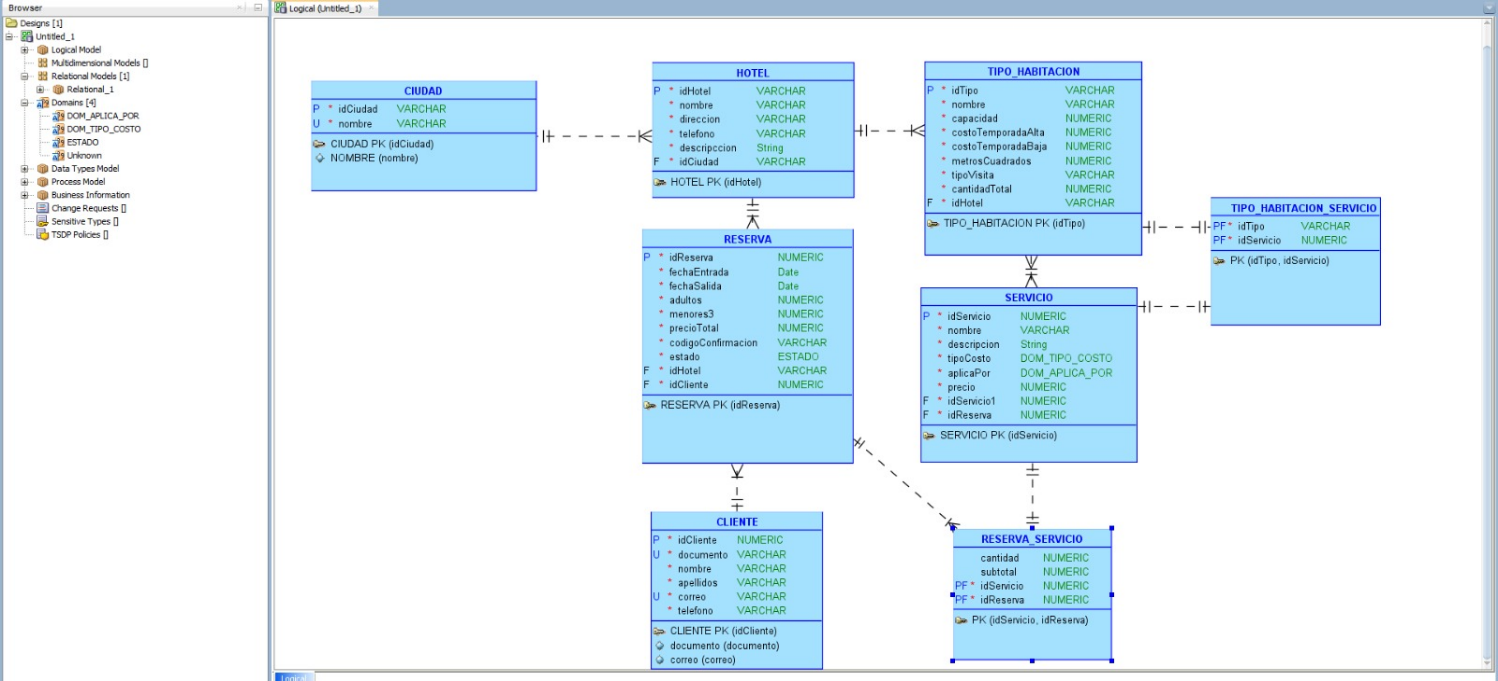 Browser
Designs [1]
Untitled_1
Logical Model
Multidimensional Models []
Relational Models [1]
Relational_1
Domains [4]
DOM_APLICA_POR
DOM_TIPO_COSTO
ESTADO
Unknown
Data Types Model
Process Model
Business Information
Change Requests []
Sensitive Types []
TSDP Policies []
Logical (Untitled_1)
CIUDAD
P * idCiudad VARCHAR
U * nombre VARCHAR
CIUDAD PK (idCiudad)
NOMBRE (nombre)
HOTEL
P * idHotel VARCHAR
* nombre VARCHAR
* direccion VARCHAR
* telefono VARCHAR
* descripccion String
F * idCiudad VARCHAR
HOTEL PK (idHotel)
TIPO_HABITACION
P * idTipo VARCHAR
* nombre VARCHAR
* capacidad NUMERIC
* costoTemporadaAlta NUMERIC
* costoTemporadaBaja NUMERIC
* metrosCuadrados NUMERIC
* tipoVisita VARCHAR
* cantidadTotal NUMERIC
F * idHotel VARCHAR
TIPO_HABITACION PK (idTipo)
TIPO_HABITACION_SERVICIO
PF* idTipo VARCHAR
PF* idServicio NUMERIC
PK (idTipo, idServicio)
RESERVA
P * idReserva NUMERIC
* fechaEntrada Date
* fechaSalida Date
* adultos NUMERIC
* menores3 NUMERIC
* precioTotal NUMERIC
* codigoConfirmacion VARCHAR
* estado ESTADO
F * idHotel VARCHAR
F * idCliente NUMERIC
RESERVA PK (idReserva)
SERVICIO
P * idServicio NUMERIC
* nombre VARCHAR
* descripcion String
* tipoCosto DOM_TIPO_COSTO
* aplicaPor DOM_APLICA_POR
* precio NUMERIC
F * idServicio1 NUMERIC
F * idReserva NUMERIC
SERVICIO PK (idServicio)
CLIENTE
P * idCliente NUMERIC
U * documento VARCHAR
* nombre VARCHAR
* apellidos VARCHAR
U * correo VARCHAR
* telefono VARCHAR
CLIENTE PK (idCliente)
documento (documento)
correo (correo)
RESERVA_SERVICIO
cantidad NUMERIC
subtotal NUMERIC
PF* idServicio NUMERIC
PF* idReserva NUMERIC
PK (idServicio, idReserva)
Logical